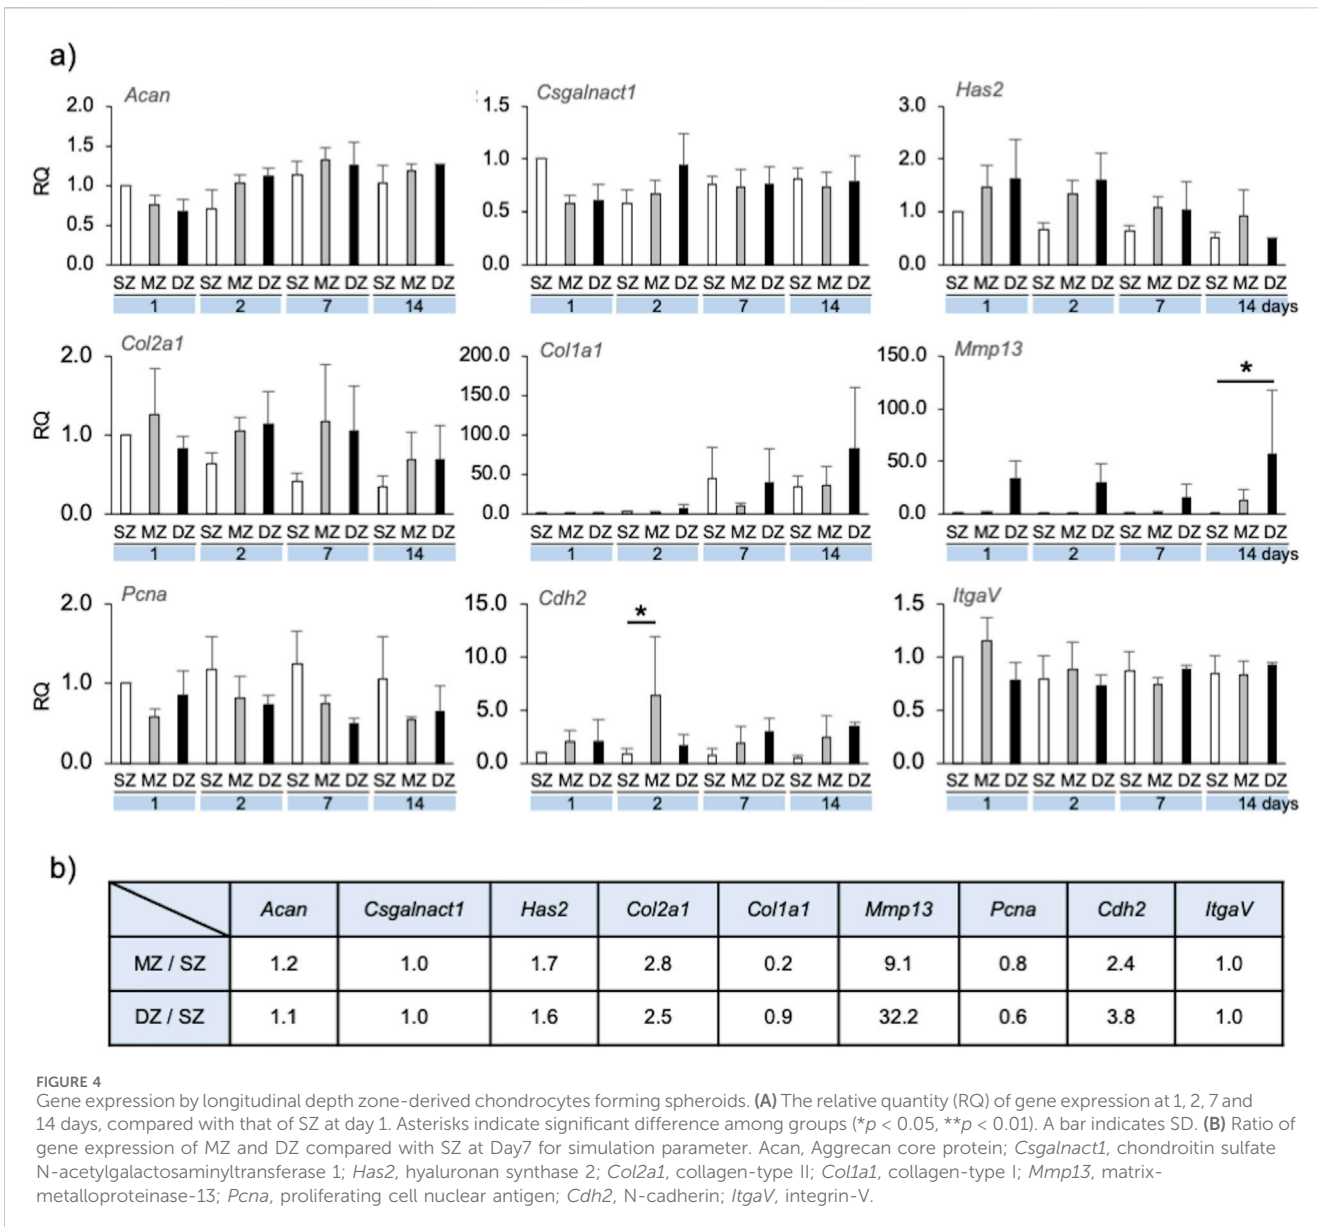 a)
Acan
Csgalnact1
Has2
RQ
2.0
1.5
1.0
0.5
0.0
1.5
1.0
0.5
0.0
3.0
2.0
1.0
0.0
SZ MZ DZ SZ MZ DZ SZ MZ DZ SZ MZ DZ
1 2 7 14
SZ MZ DZ SZ MZ DZ SZ MZ DZ SZ MZ DZ
1 2 7 14
SZ MZ DZ SZ MZ DZ SZ MZ DZ SZ MZ DZ
1 2 7 14 days
Col2a1
Col1a1
Mmp13
RQ
2.0
1.0
0.0
200.0
150.0
100.0
50.0
0.0
150.0
100.0
50.0
0.0
*
SZ MZ DZ SZ MZ DZ SZ MZ DZ SZ MZ DZ
1 2 7 14
SZ MZ DZ SZ MZ DZ SZ MZ DZ SZ MZ DZ
1 2 7 14
SZ MZ DZ SZ MZ DZ SZ MZ DZ SZ MZ DZ
1 2 7 14 days
Pcna
Cdh2
ItgaV
RQ
2.0
1.0
0.0
15.0
10.0
5.0
0.0
*
1.5
1.0
0.5
0.0
SZ MZ DZ SZ MZ DZ SZ MZ DZ SZ MZ DZ
1 2 7 14
SZ MZ DZ SZ MZ DZ SZ MZ DZ SZ MZ DZ
1 2 7 14
SZ MZ DZ SZ MZ DZ SZ MZ DZ SZ MZ DZ
1 2 7 14 days
b)
Acan Csgalnact1 Has2 Col2a1 Col1a1 Mmp13 Pcna Cdh2 ItgaV
MZ / SZ 1.2 1.0 1.7 2.8 0.2 9.1 0.8 2.4 1.0
DZ / SZ 1.1 1.0 1.6 2.5 0.9 32.2 0.6 3.8 1.0
FIGURE 4
Gene expression by longitudinal depth zone-derived chondrocytes forming spheroids. (A) The relative quantity (RQ) of gene expression at 1, 2, 7 and
14 days, compared with that of SZ at day 1. Asterisks indicate significant difference among groups (*p < 0.05, **p < 0.01). A bar indicates SD. (B) Ratio of
gene expression of MZ and DZ compared with SZ at Day7 for simulation parameter. Acan, Aggrecan core protein; Csgalnact1, chondroitin sulfate
N-acetylgalactosaminyltransferase 1; Has2, hyaluronan synthase 2; Col2a1, collagen-type II; Col1a1, collagen-type I; Mmp13, matrix-
metalloproteinase-13; Pcna, proliferating cell nuclear antigen; Cdh2, N-cadherin; ItgaV, integrin-V.